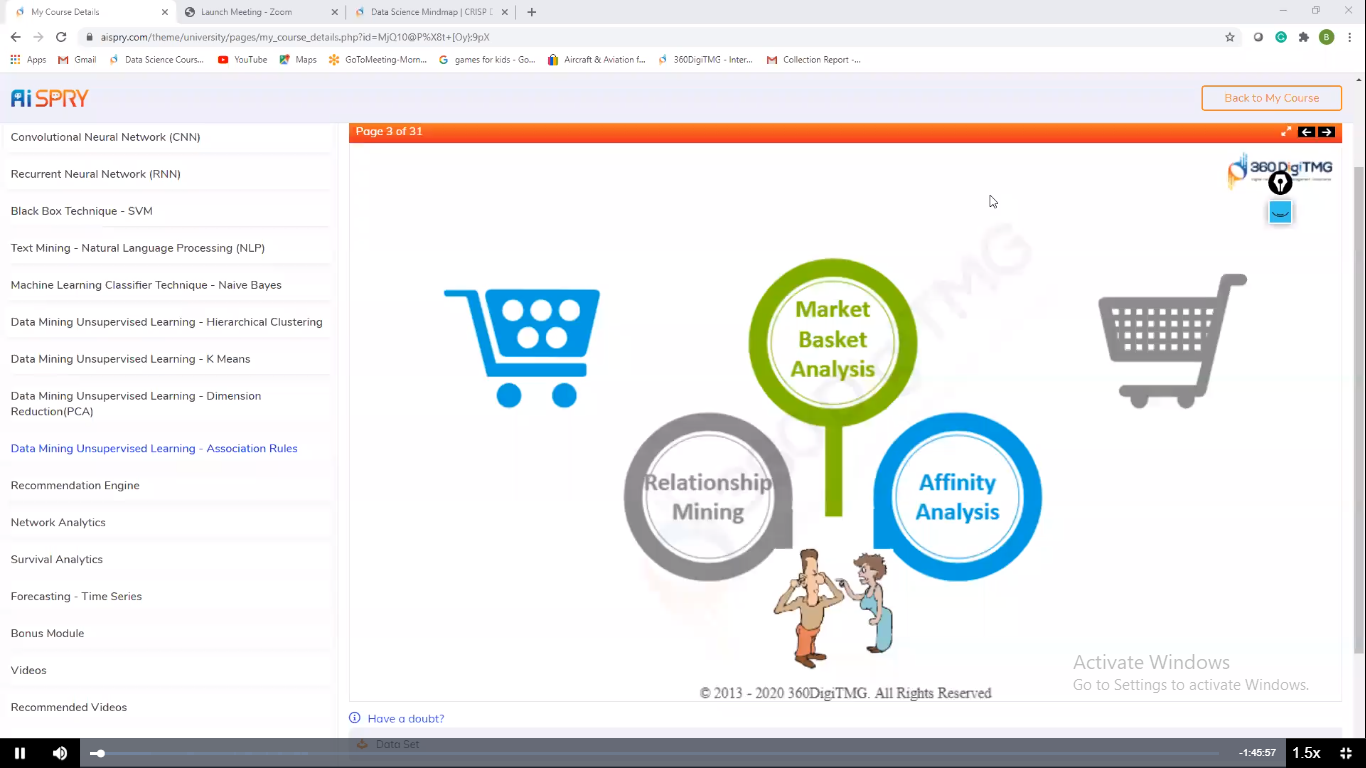 My Course Details
Launch Meeting - Zoom
Data Science Mindmap | CRISP D
aispry.com/theme/university/pages/my_course_details.php?id=MjQ10@P%X8t+[Oy}:9pX
B
Apps
Gmail
Data Science Cours...
YouTube
Maps
GoToMeeting-Morn...
games for kids - Go...
Aircraft & Aviation f...
360DigiTMG - Inter...
Collection Report -...
AiSPRY
Back to My Course
Convolutional Neural Network (CNN)
Recurrent Neural Network (RNN)
Black Box Technique - SVM
Text Mining - Natural Language Processing (NLP)
Machine Learning Classifier Technique - Naive Bayes
Data Mining Unsupervised Learning - Hierarchical Clustering
Data Mining Unsupervised Learning - K Means
Data Mining Unsupervised Learning - Dimension
Reduction(PCA)
Data Mining Unsupervised Learning - Association Rules
Recommendation Engine
Network Analytics
Survival Analytics
Forecasting - Time Series
Bonus Module
Videos
Recommended Videos
Page 3 of 31
360DigiTMG
Market
Basket
Analysis
Relationship
Mining
Affinity
Analysis
Activate Windows
Go to Settings to activate Windows.
© 2013 - 2020 360DigiTMG. All Rights Reserved
Have a doubt?
Data Set
-1:45:57
1.5x